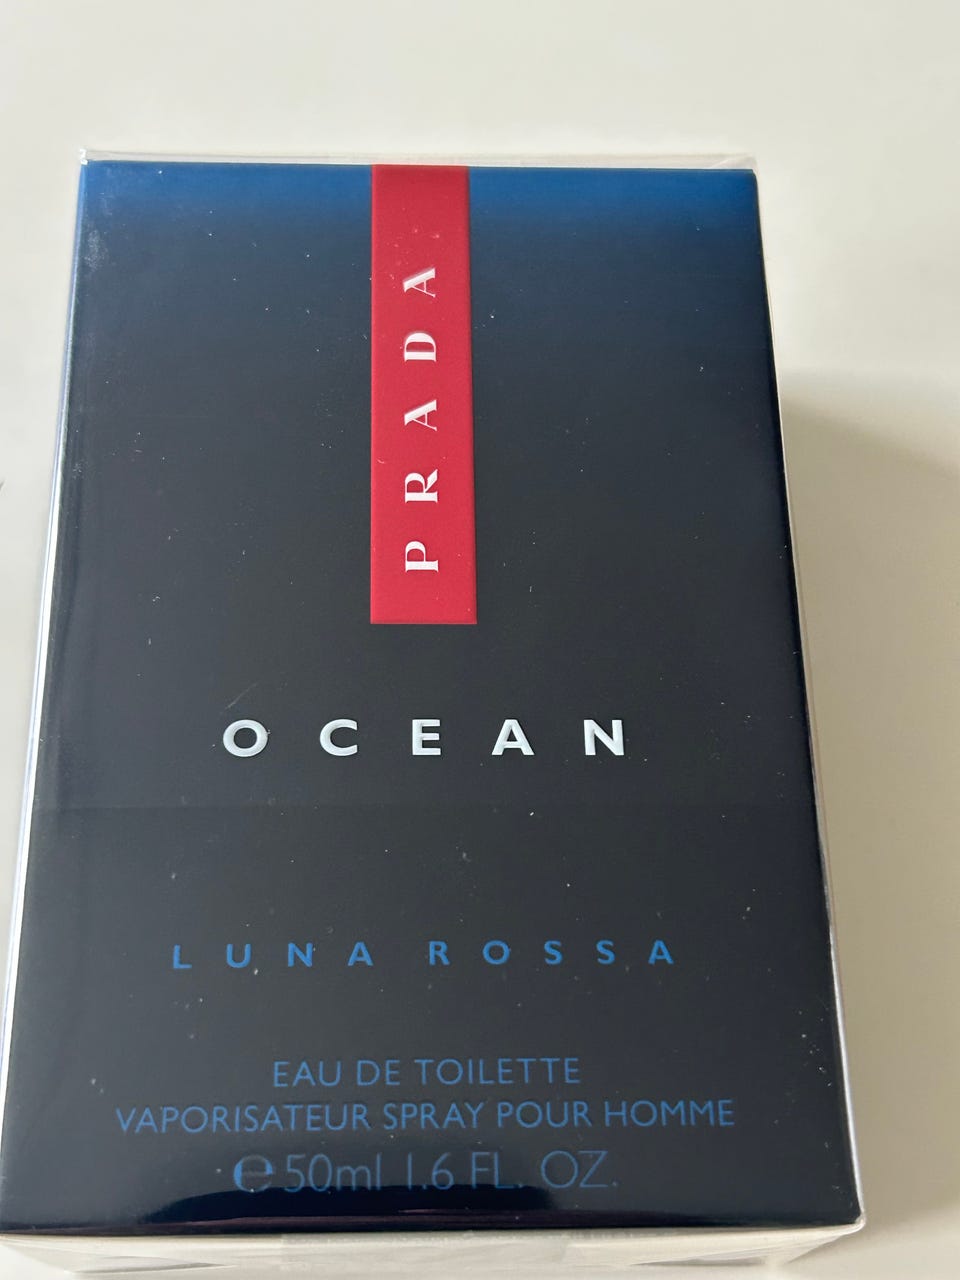 PRADA
OCEAN
LUNA ROSSA
EAU DE TOILETTE
VAPORISATEUR SPRAY POUR HOMME
℮50ml 1.6 FL. OZ.